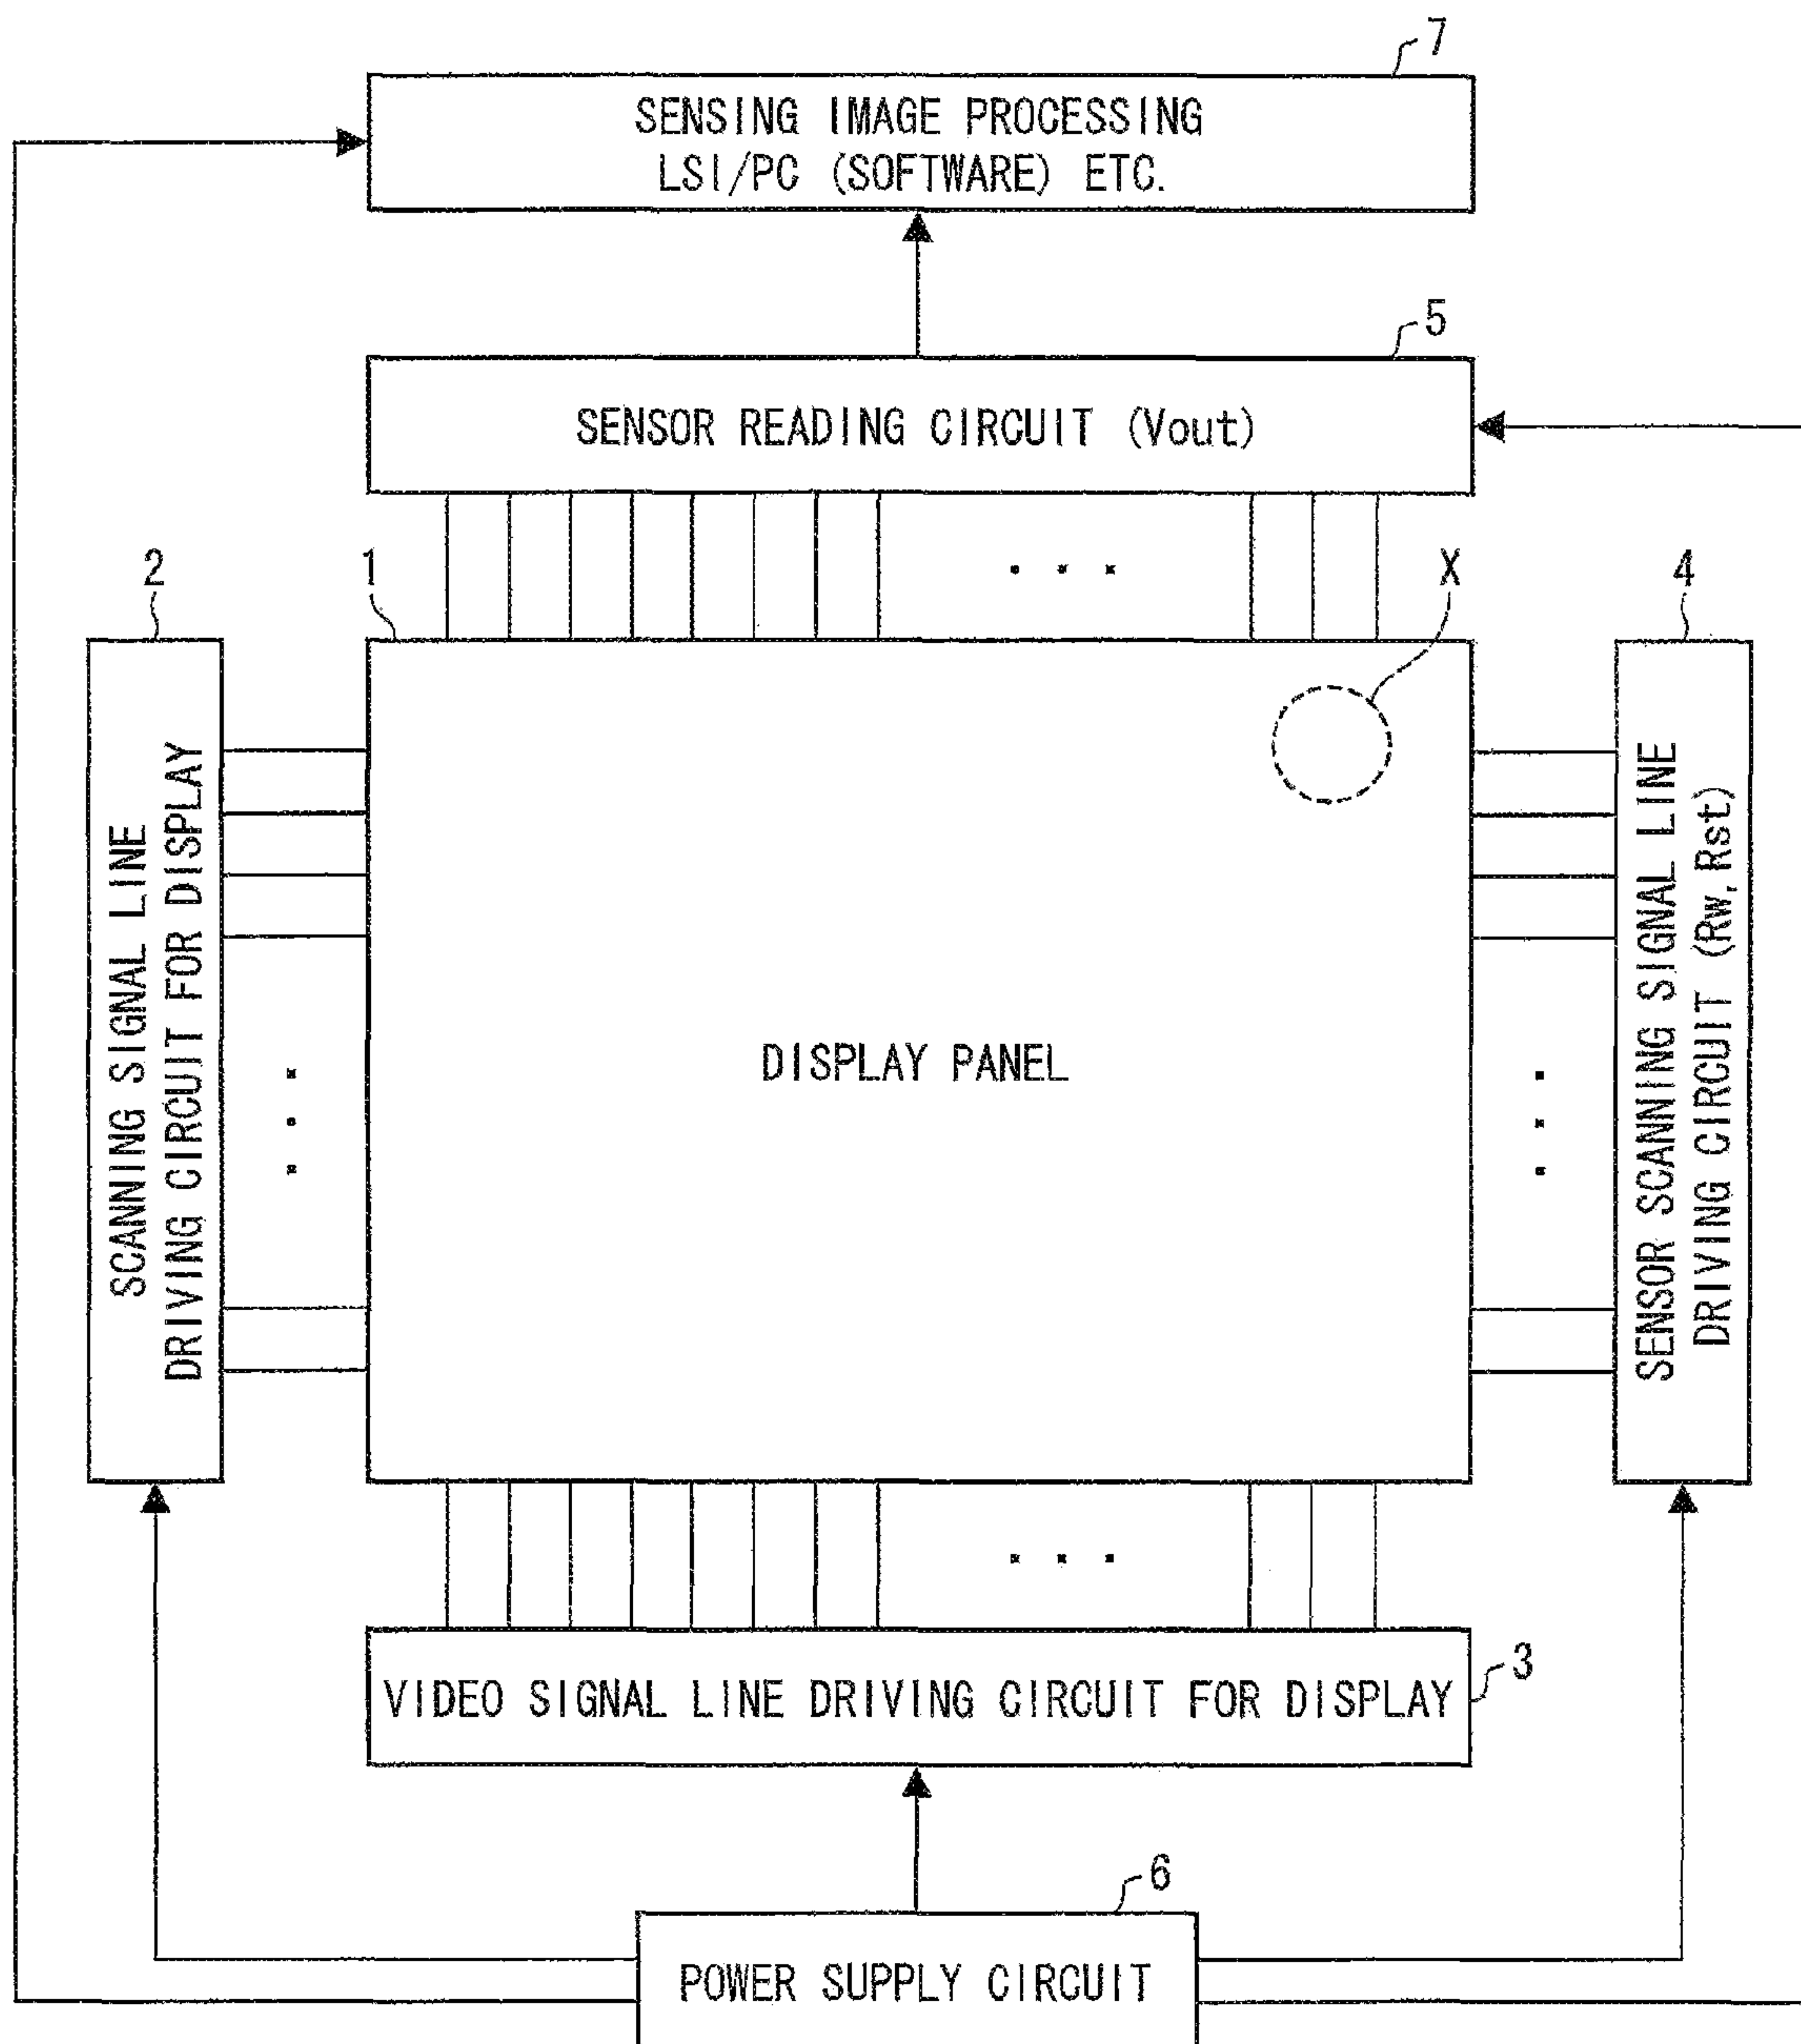 7
SENSING IMAGE PROCESSING
LSI/PC (SOFTWARE) ETC.
5
SENSOR READING CIRCUIT (Vout)
2
1
X
4
SCANNING SIGNAL LINE
DRIVING CIRCUIT FOR DISPLAY
DISPLAY PANEL
SENSOR SCANNING SIGNAL LINE
DRIVING CIRCUIT (Rw, Rst)
3
VIDEO SIGNAL LINE DRIVING CIRCUIT FOR DISPLAY
6
POWER SUPPLY CIRCUIT